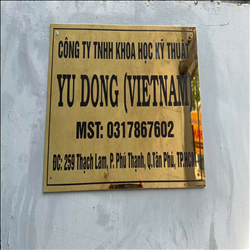 CÔNG TY TNHH KHOA HỌC KỸ THUẬT
YU DONG (VIETNAM
MST: 0317867602
ĐC: 259 Thạch Lam, P. Phú Thạnh, Q.Tân Phú, TP.HCM